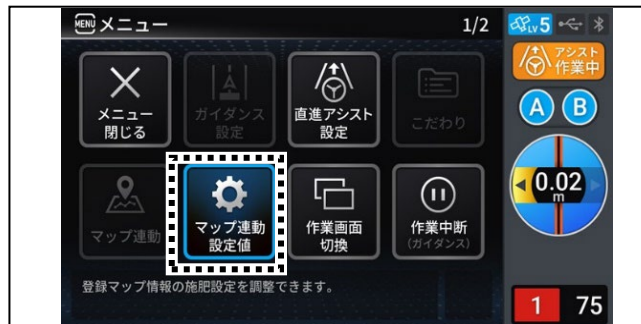 MENU メニュー 1/2
LV 5
アシスト
作業中
メニュー
閉じる
ガイダンス
設定
直進アシスト
設定
こだわり
A B
0.02
m
マップ連動
マップ連動
設定値
作業画面
切換
作業中断
(ガイダンス)
登録マップ情報の施肥設定を調整できます。
1 75